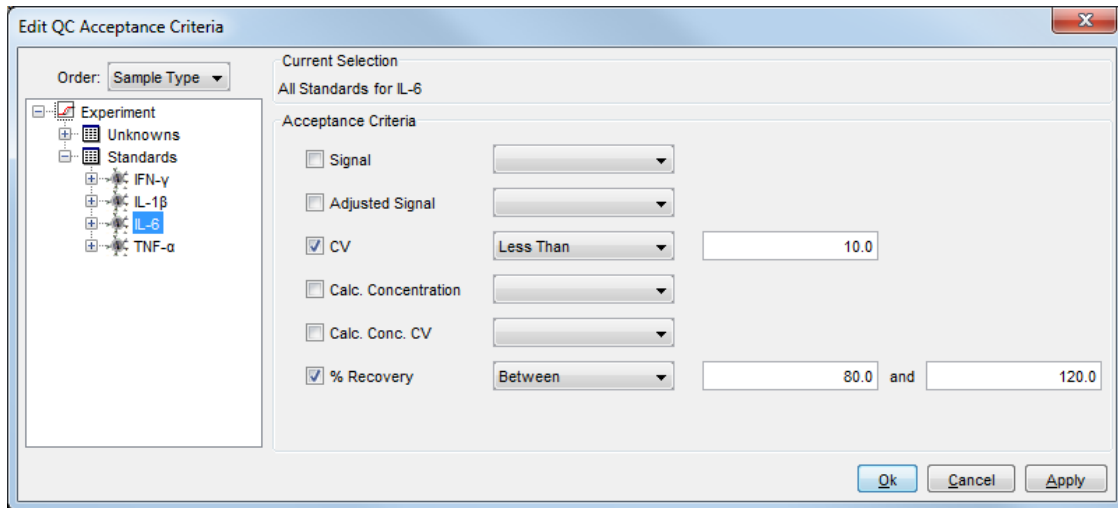 Edit QC Acceptance Criteria
Order: Sample Type
Experiment
Unknowns
Standards
IFN-γ
IL-1β
IL-6
TNF-α
Current Selection
All Standards for IL-6
Acceptance Criteria
Signal
Adjusted Signal
CV Less Than 10.0
Calc. Concentration
Calc. Conc. CV
% Recovery Between 80.0 and 120.0
Ok Cancel Apply